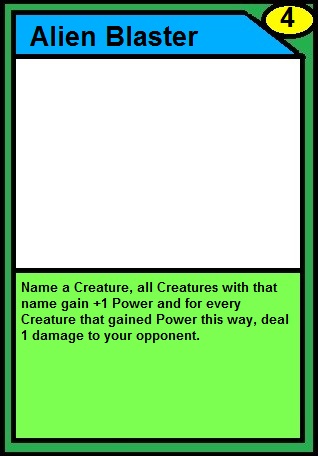 Alien Blaster
4
Name a Creature, all Creatures with that
name gain +1 Power and for every
Creature that gained Power this way, deal
1 damage to your opponent.